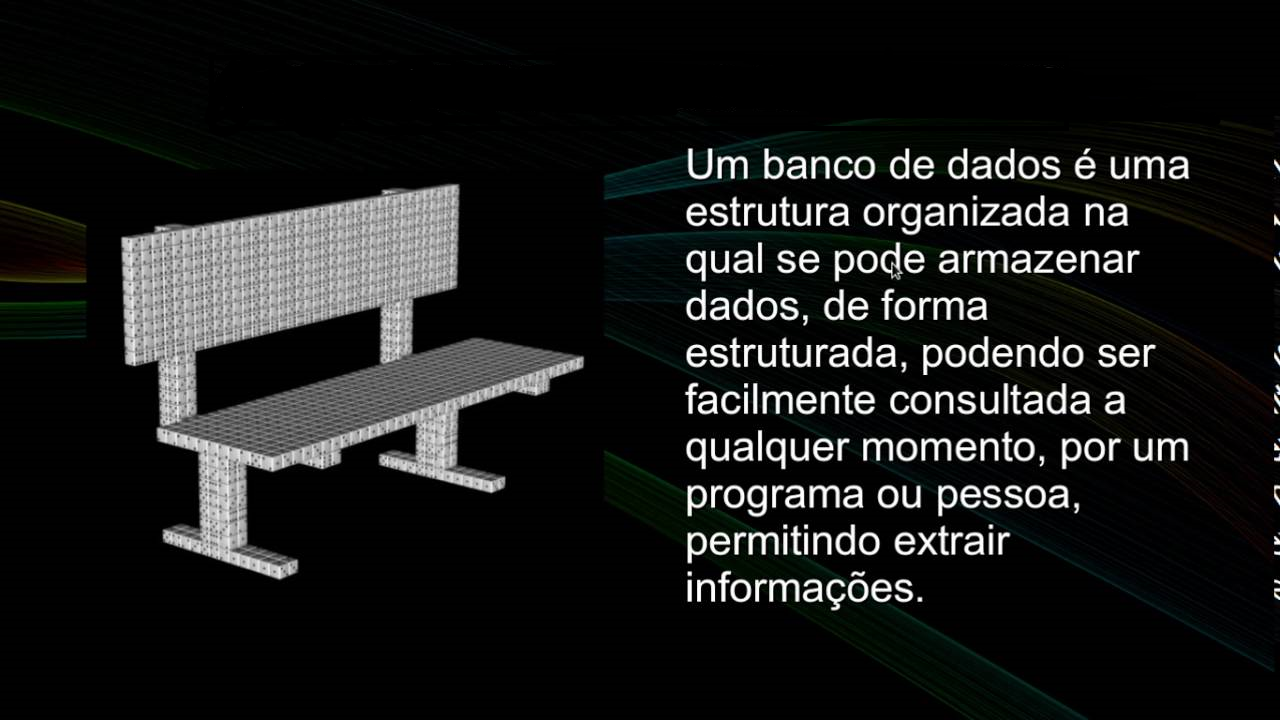 Um banco de dados é uma
estrutura organizada na
qual se pode armazenar
dados, de forma
estruturada, podendo ser
facilmente consultada a
qualquer momento, por um
programa ou pessoa,
permitindo extrair
informações.